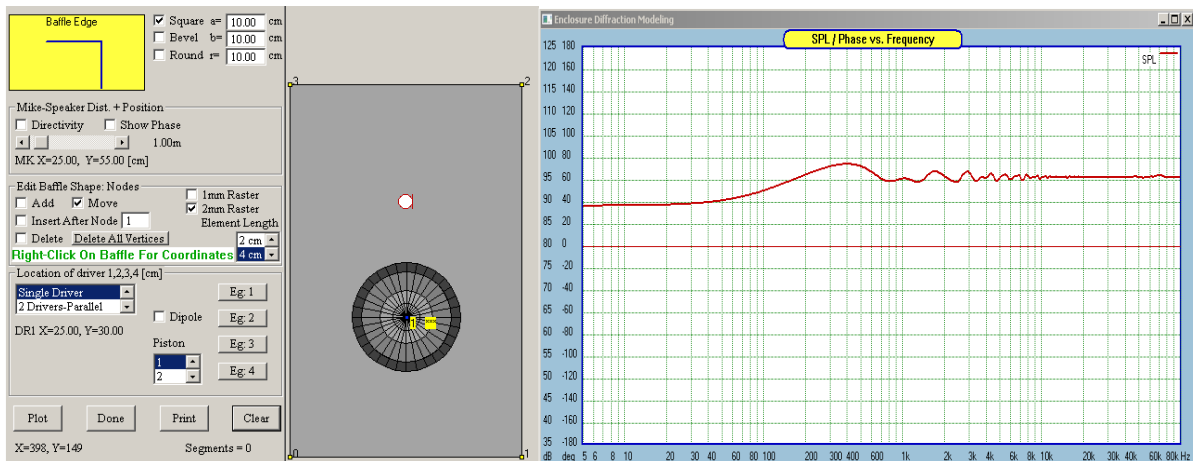 Baffle Edge
Square a= 10.00 cm
Bevel b= 10.00 cm
Round r= 10.00 cm
Mike-Speaker Dist. + Position
Directivity Show Phase
1.00m
MK X=25.00, Y=55.00 [cm]
Edit Baffle Shape: Nodes
1mm Raster
Add Move
2mm Raster
Insert After Node 1
Element Length
Delete Delete All Vertices
2 cm
Right-Click On Baffle For Coordinates
4 cm
Location of driver 1,2,3,4 [cm]
Single Driver
2 Drivers-Parallel
Eg: 1
Dipole
Eg: 2
DR1 X=25.00, Y=30.00
Piston
Eg: 3
1
2
Eg: 4
Plot Done Print Clear
X=398, Y=149 Segments = 0
3 2
1
0 1
Enclosure Diffraction Modeling
SPL / Phase vs. Frequency
SPL
125 180
120 160
115 140
110 120
105 100
100 80
95 60
90 40
85 20
80 0
75 -20
70 -40
65 -60
60 -80
55 -100
50 -120
45 -140
40 -160
35 -180
dB deg 5 6 8 10 20 30 40 60 80 100 200 300 400 600 1k 2k 3k 4k 6k 8k 10k 20k 30k 40k 60k 80k Hz